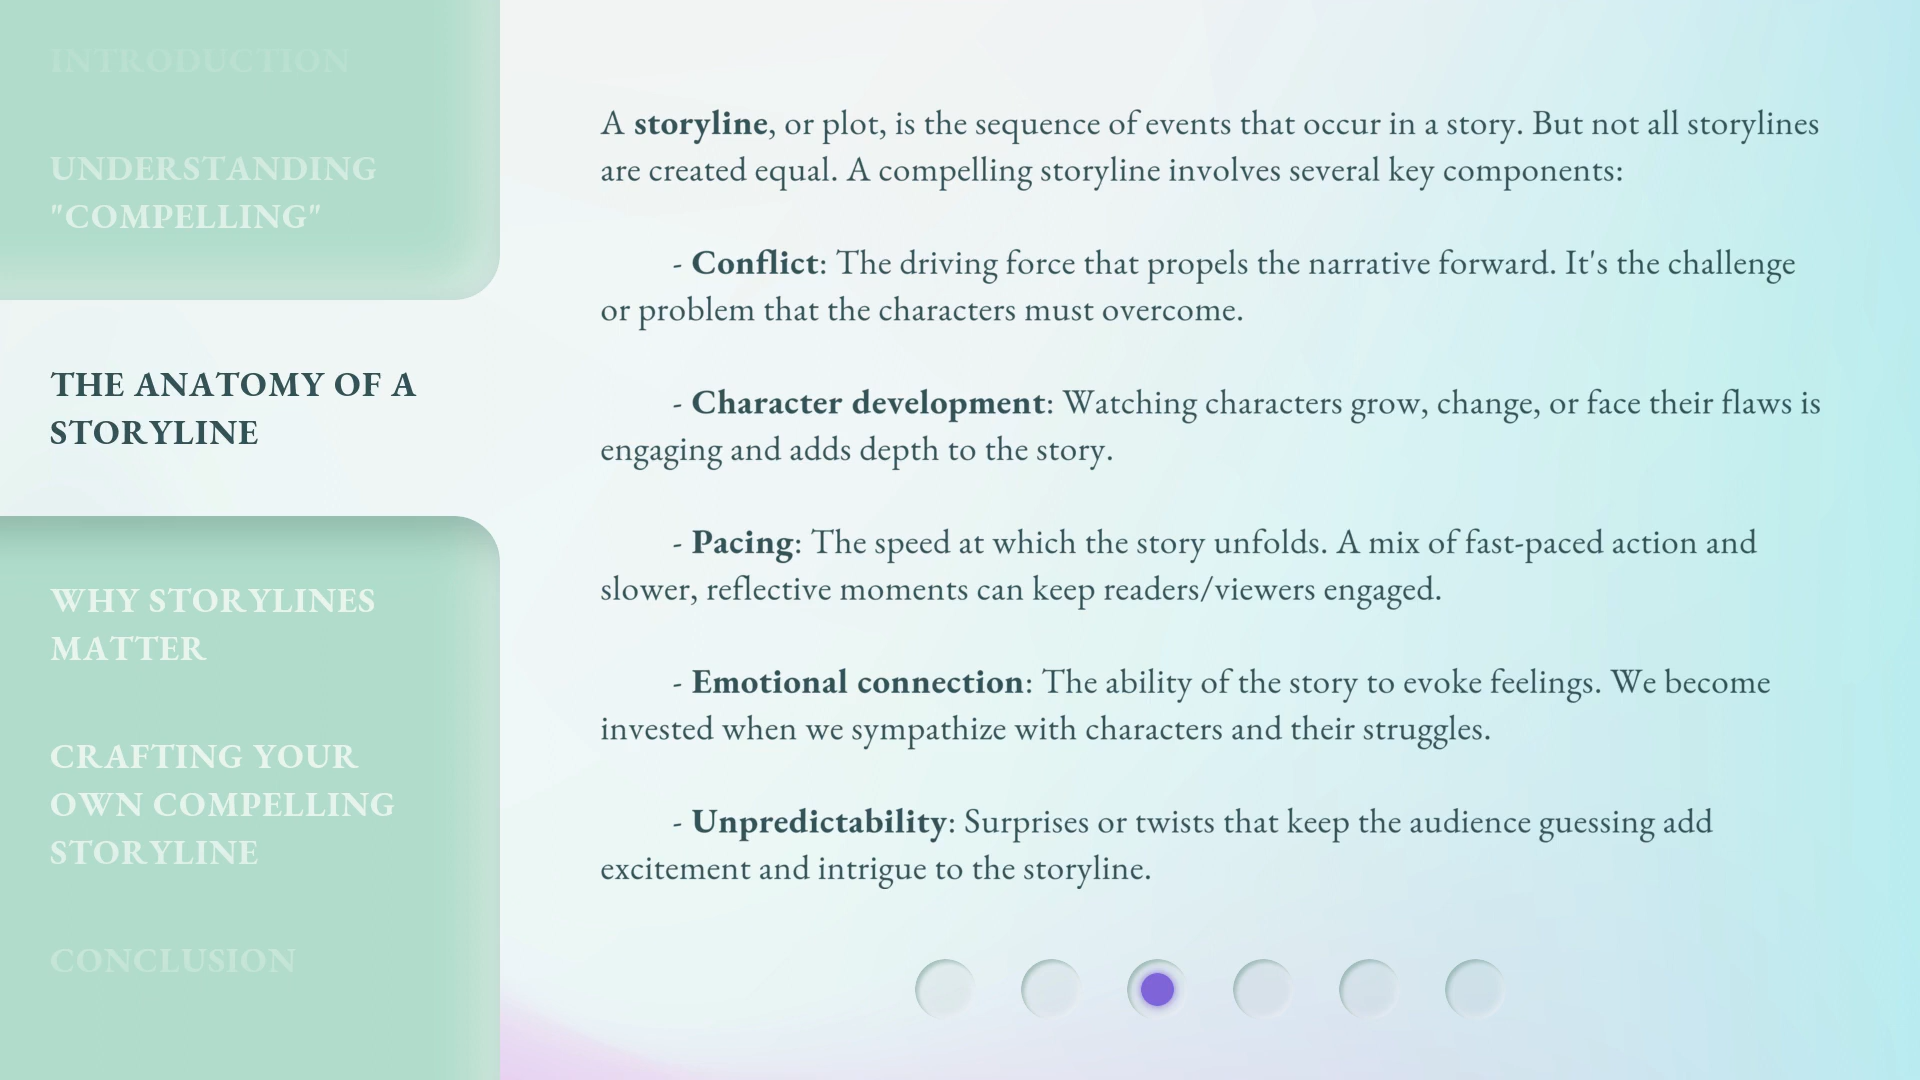 INTRODUCTION
UNDERSTANDING
"COMPELLING"
THE ANATOMY OF A
STORYLINE
WHY STORYLINES
MATTER
CRAFTING YOUR
OWN COMPELLING
STORYLINE
CONCLUSION
A storyline, or plot, is the sequence of events that occur in a story. But not all storylines
are created equal. A compelling storyline involves several key components:
- Conflict: The driving force that propels the narrative forward. It's the challenge
or problem that the characters must overcome.
- Character development: Watching characters grow, change, or face their flaws is
engaging and adds depth to the story.
- Pacing: The speed at which the story unfolds. A mix of fast-paced action and
slower, reflective moments can keep readers/viewers engaged.
- Emotional connection: The ability of the story to evoke feelings. We become
invested when we sympathize with characters and their struggles.
- Unpredictability: Surprises or twists that keep the audience guessing add
excitement and intrigue to the storyline.